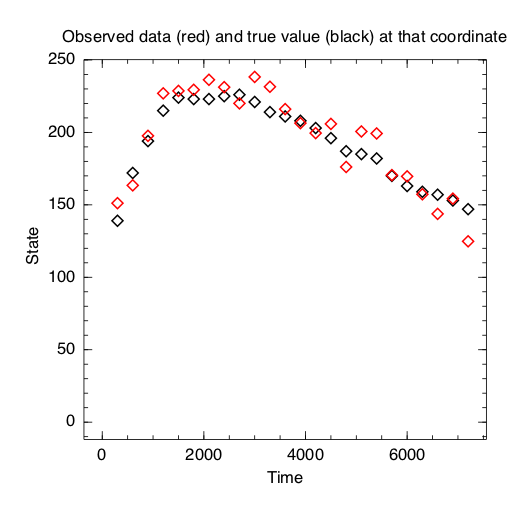 Observed data (red) and true value (black) at that coordinate
250
200
150
100
50
0
State
0 2000 4000 6000
Time